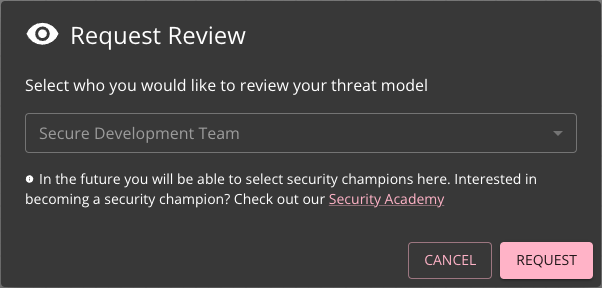 Request Review
Select who you would like to review your threat model
Secure Development Team
In the future you will be able to select security champions here. Interested in
becoming a security champion? Check out our Security Academy
CANCEL
REQUEST